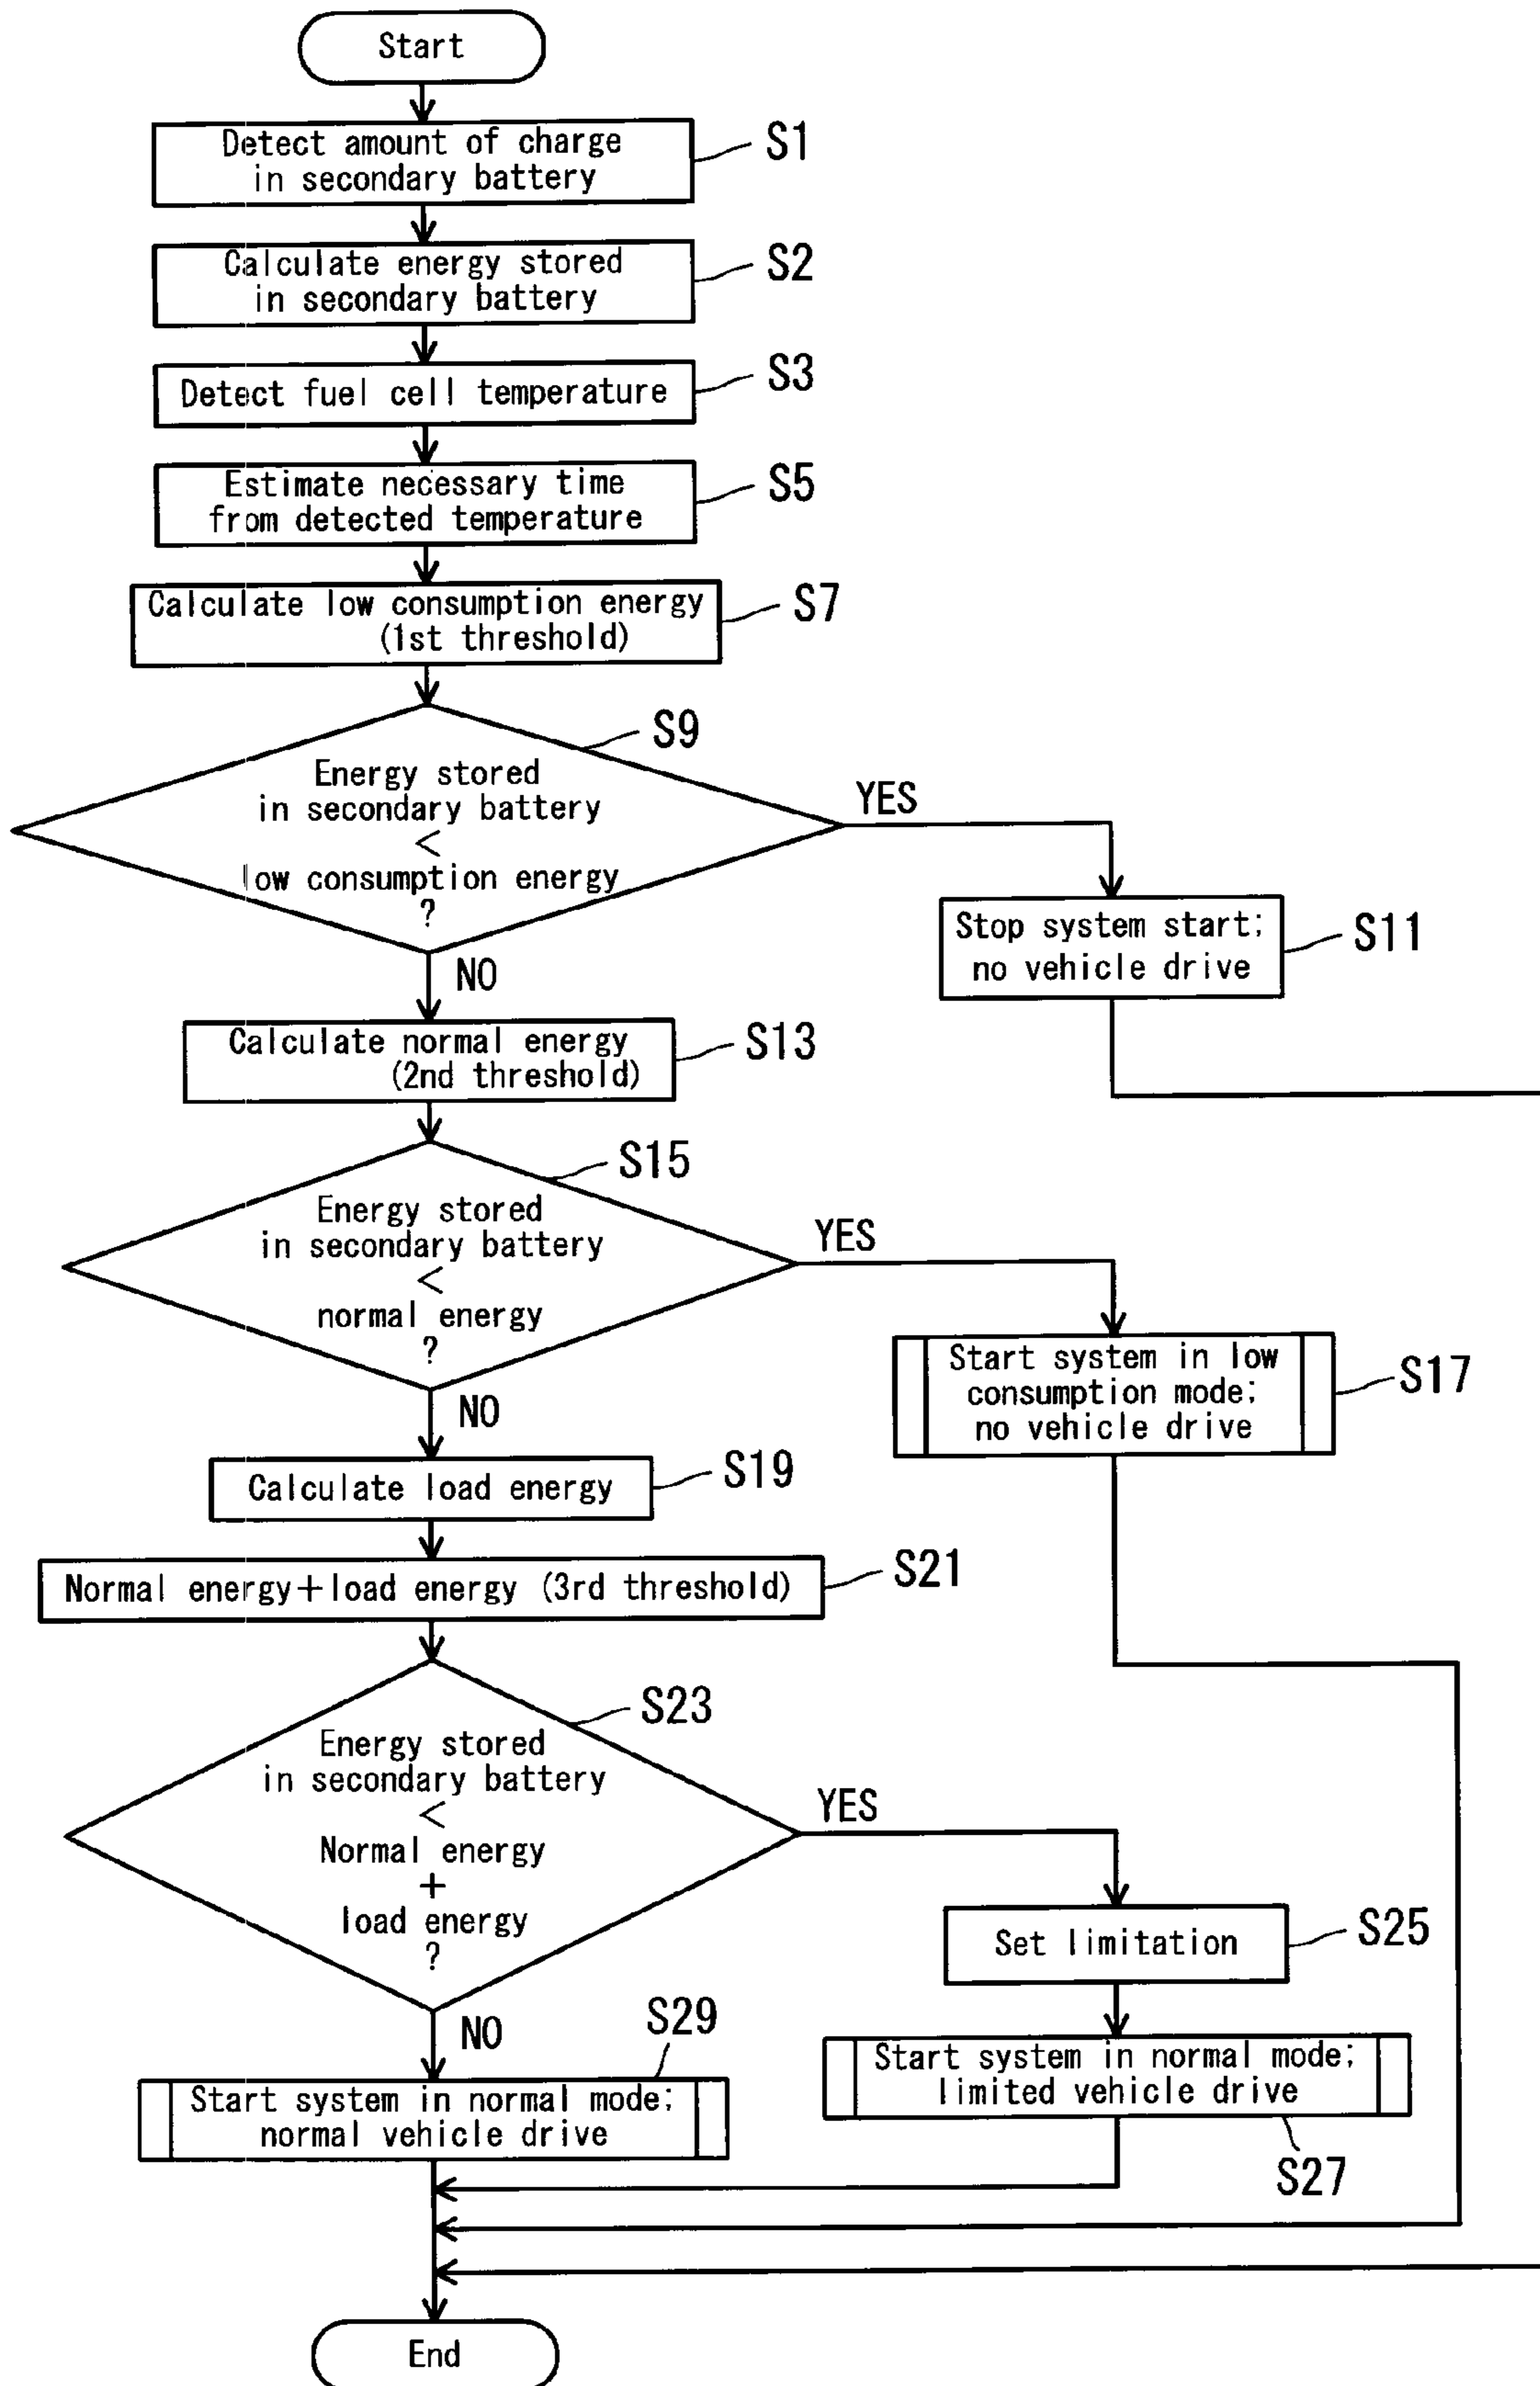 Start
Detect amount of charge
in secondary battery
S1
Calculate energy stored
in secondary battery
S2
Detect fuel cell temperature
S3
Estimate necessary time
from detected temperature
S5
Calculate low consumption energy
(1st threshold)
S7
S9
Energy stored
in secondary battery
<
low consumption energy
?
YES
NO
Stop system start;
no vehicle drive
S11
Calculate normal energy
(2nd threshold)
S13
S15
Energy stored
in secondary battery
<
normal energy
?
YES
NO
Start system in low
consumption mode;
no vehicle drive
S17
Calculate load energy
S19
Normal energy+load energy (3rd threshold)
S21
S23
Energy stored
in secondary battery
<
Normal energy
+
load energy
?
YES
NO
Set limitation
S25
Start system in normal mode;
limited vehicle drive
S27
S29
Start system in normal mode;
normal vehicle drive
End